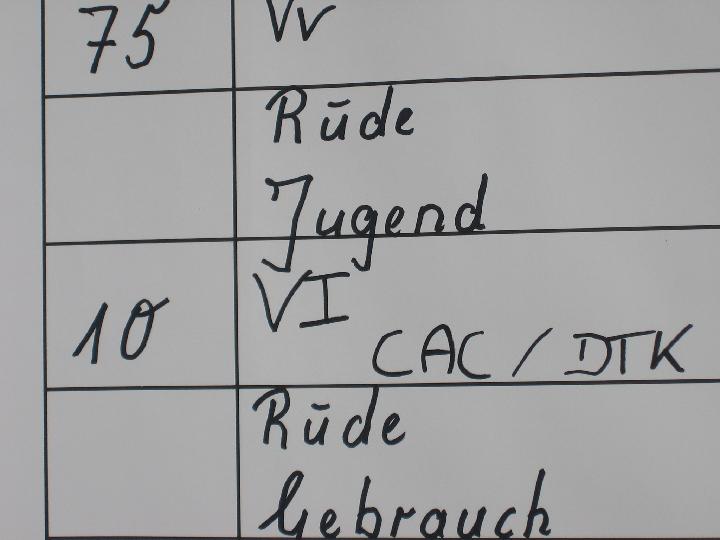 75 Vv
Rüde
Jugend
10 VI
CAC / DTK
Rüde
Gebrauch